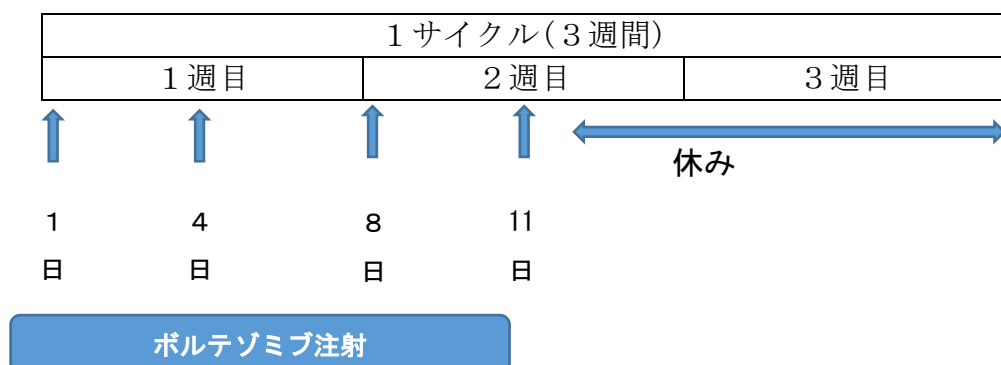 １サイクル(３週間)
１週目 ２週目 ３週目
休み
1 4 8 11
日 日 日 日
ボルテゾミブ注射